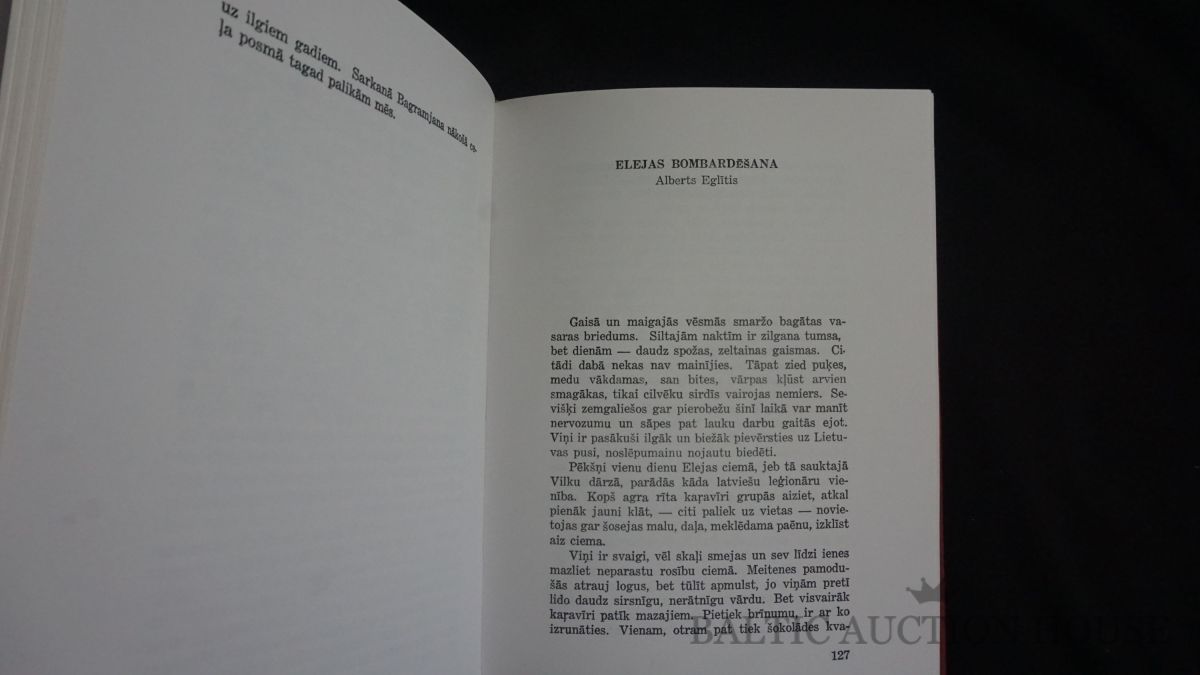 uz ilgiem gadiem. Sarkanā Bagramjana nākošā ce-
ļa posmā tagad palikām mēs.
ELEJAS BOMBARDĒŠANA
Alberts Eglītis
Gaisā un maigajās vēsmās smaržo bagātas va-
saras briedums. Siltajām naktīm ir zilgana tumsa,
bet dienām — daudz spožas, zeltainas gaismas. Ci-
tādi dabā nekas nav mainījies. Tāpat zied puķes,
medu vākdamas, san bites, vārpas kļūst arvien
smagākas, tikai cilvēku sirdīs vairojas nemiers. Se-
višķi zemgaliešos gar pierobežu šinī laikā var manīt
nervozumu un sāpes pat lauku darbu gaitās ejot.
Viņi ir pasākuši ilgāk un biežāk pievērsties uz Lietu-
vas pusi, noslēpumainu nojautu biedēti.
Pēkšņi vienu dienu Elejas ciemā, jeb tā sauktajā
Vilku dārzā, parādās kāda latviešu leģionāru vie-
nība. Kopš agra rīta kaŗavīri grupās aiziet, atkal
pienāk jauni klāt, — citi paliek uz vietas — novie-
tojas gar šosejas malu, daļa, meklēdama paēnu, izklīst
aiz ciema.
Viņi ir svaigi, vēl skaļi smejas un sev līdzi ienes
mazliet neparastu rosību ciemā. Meitenes pamodu-
šās atrauj logus, bet tūlīt apmulst, jo viņām pretī
lido daudz sirsnīgu, nerātnīgu vārdu. Bet visvairāk
kaŗavīri patīk mazajiem. Pietiek brīnumu, ir ar ko
izrunāties. Vienam, otram pat tiek šokolādes kva-
127
BALTIC AUCTION HOUSE